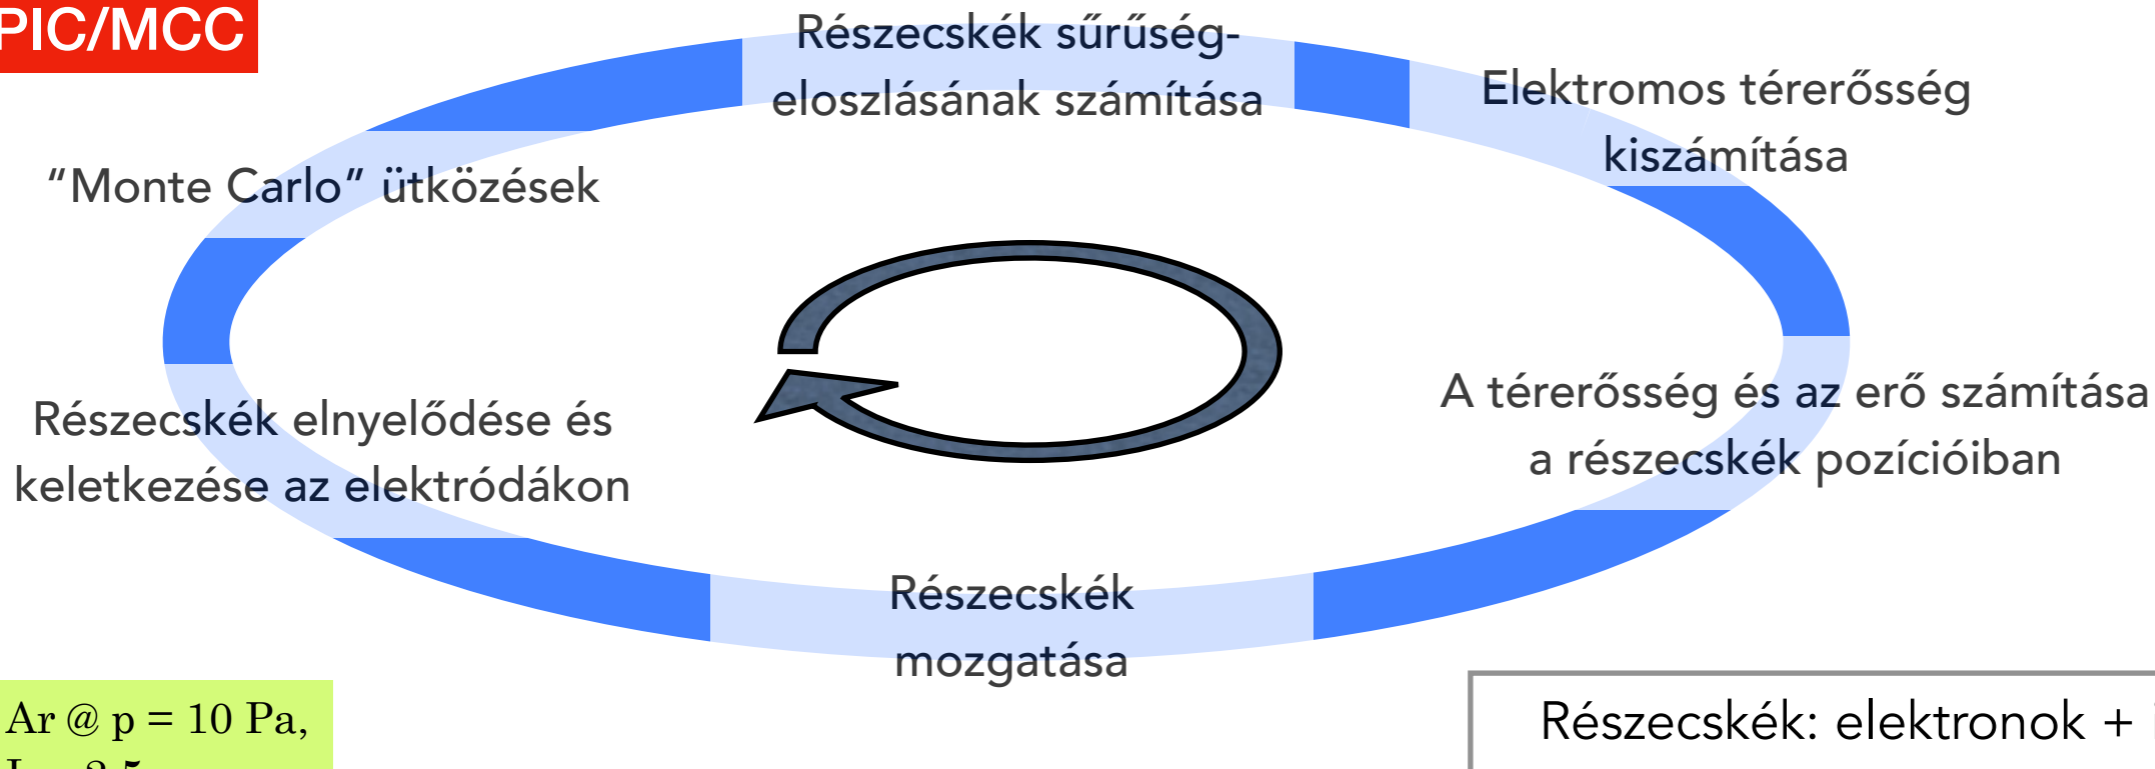 PIC/MCC
Részecskék sűrűség-
eloszlásának számítása
Elektromos térerősség
kiszámítása
“Monte Carlo” ütközések
A térerősség és az erő számítása
a részecskék pozícióiban
Részecskék elnyelődése és
keletkezése az elektródákon
Részecskék
mozgatása
Ar @ p = 10 Pa,
Részecskék: elektronok +